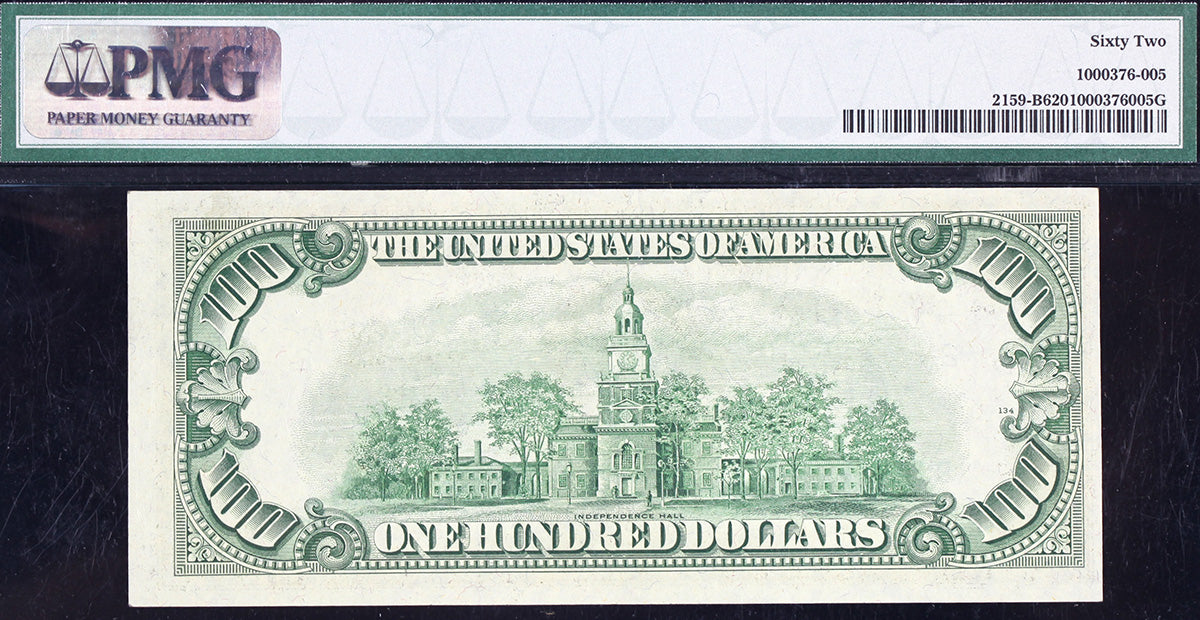 PMG
PAPER MONEY GUARANTY
Sixty Two
1000376-005
2159-B6201000376005G
100
THE UNITED STATES OF AMERICA
100
134
INDEPENDENCE HALL
100
ONE HUNDRED DOLLARS
100